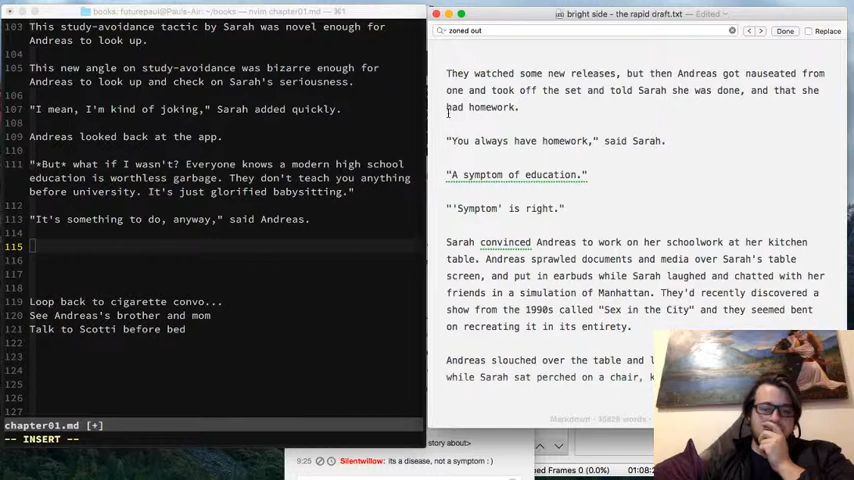 books: futurepaul@Pauls-Air: ~/books — nvim chapter01.md — ⌘1
103 This study-avoidance tactic by Sarah was novel enough for
Andreas to look up.
104
105 This new angle on study-avoidance was bizarre enough for
Andreas to look up and check on Sarah's seriousness.
106
107 "I mean, I'm kind of joking," Sarah added quickly.
108
109 Andreas looked back at the app.
110
111 "*But* what if I wasn't? Everyone knows a modern high school
education is worthless garbage. They don't teach you anything
before university. It's just glorified babysitting."
112
113 "It's something to do, anyway," said Andreas.
114
115
116
117
118
119 Loop back to cigarette convo...
120 See Andreas's brother and mom
121 Talk to Scotti before bed
122
123
124
125
126
127
chapter01.md [+]
-- INSERT --
bright side - the rapid draft.txt — Edited
zoned out
Done
Replace
They watched some new releases, but then Andreas got nauseated from
one and took off the set and told Sarah she was done, and that she
had homework.
"You always have homework," said Sarah.
"A symptom of education."
"'Symptom' is right."
Sarah convinced Andreas to work on her schoolwork at her kitchen
table. Andreas sprawled documents and media over Sarah's table
screen, and put in earbuds while Sarah laughed and chatted with her
friends in a simulation of Manhattan. They'd recently discovered a
show from the 1990s called "Sex in the City" and they seemed bent
on recreating it in its entirety.
Andreas slouched over the table and
while Sarah sat perched on a chair,
Markdown
words
story about>
9:25 Silentwillow: its a disease, not a symptom :)
ed Frames 0 (0.0%)
01:08:2